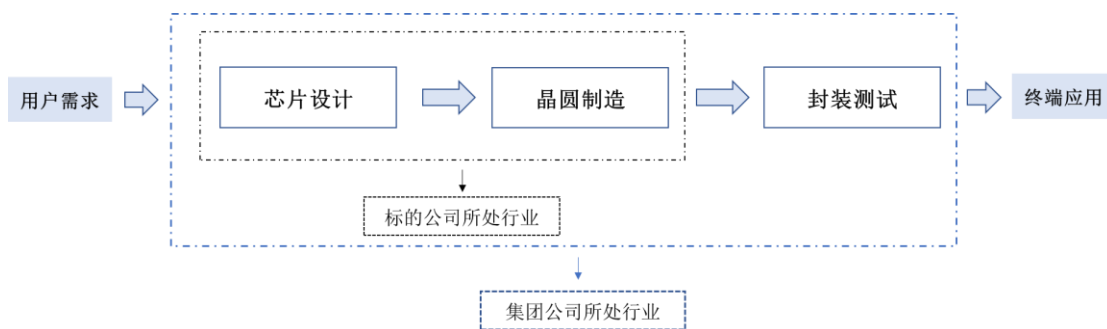 用户需求
芯片设计
晶圆制造
封装测试
终端应用
标的公司所处行业
集团公司所处行业